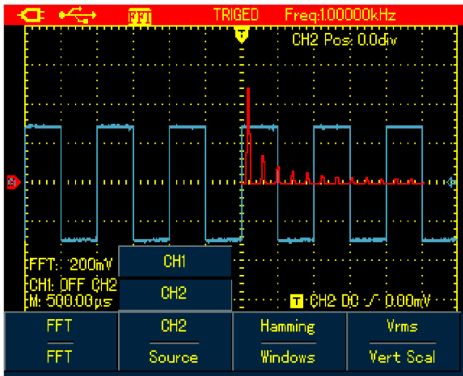 FFT TRIGED Freq:1.00000kHz
T
CH2 Pos: 0.0div
FFT: 200mV
CH1: OFF CH2
M: 500.00µs
CH1
CH2
T CH2 DC 0.00mV
FFT CH2 Hamming Vrms
FFT Source Windows Vert Scal